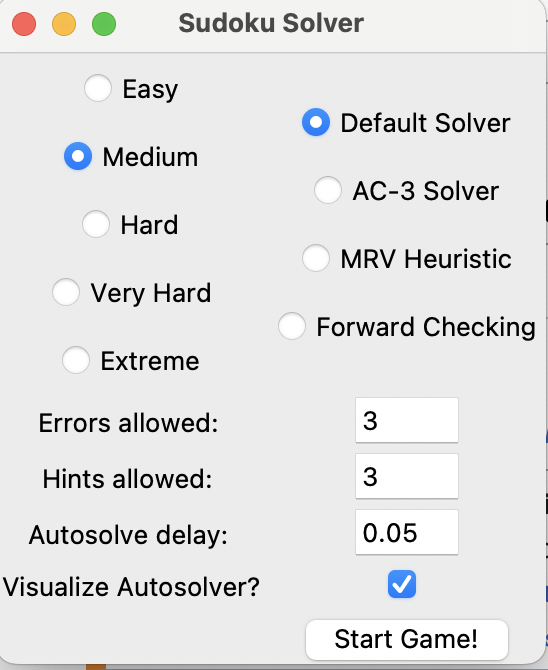 Sudoku Solver
Easy
Default Solver
Medium
AC-3 Solver
Hard
MRV Heuristic
Very Hard
Forward Checking
Extreme
Errors allowed: 3
Hints allowed: 3
Autosolve delay: 0.05
Visualize Autosolver?
Start Game!